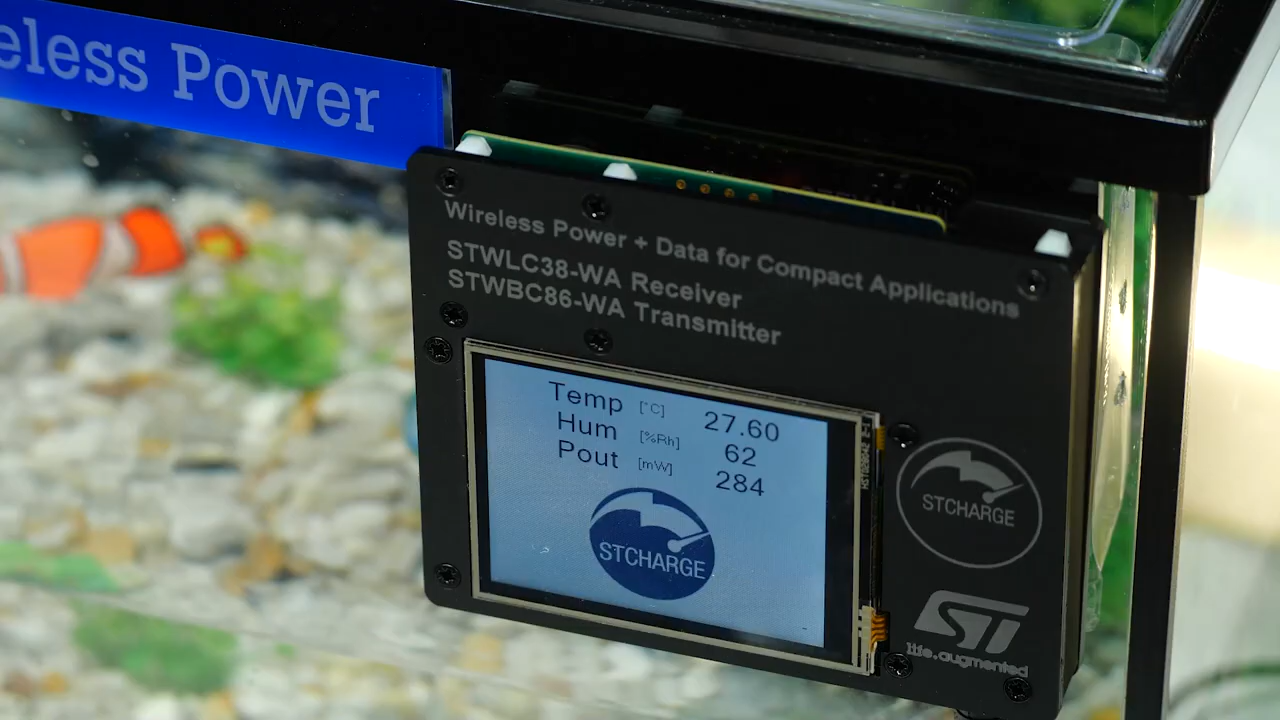 eless Power
Wireless Power + Data for Compact Applications
STWLC38-WA Receiver
STWBC86-WA Transmitter
Temp [°C] 27.60
Hum [%Rh] 62
Pout [mW] 284
STCHARGE
STCHARGE
ST
life.augmented